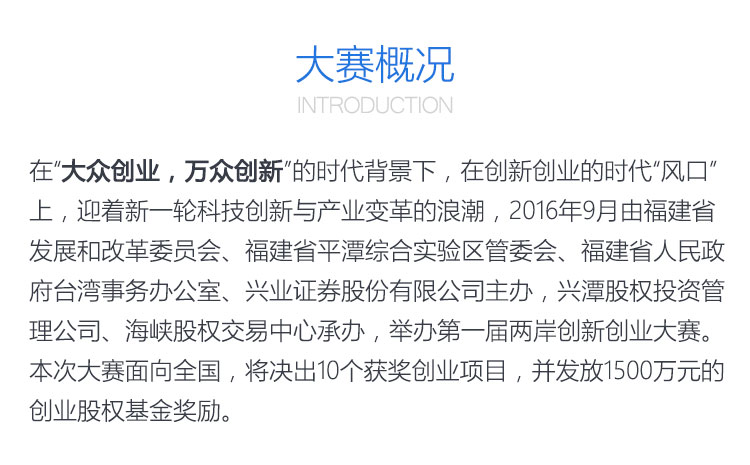 大赛概况
INTRODUCTION
在“大众创业，万众创新”的时代背景下，在创新创业的时代“风口”
上，迎着新一轮科技创新与产业变革的浪潮，2016年9月由福建省
发展和改革委员会、福建省平潭综合实验区管委会、福建省人民政
府台湾事务办公室、兴业证券股份有限公司主办，兴潭股权投资管
理公司、海峡股权交易中心承办，举办第一届两岸创新创业大赛。
本次大赛面向全国，将决出10个获奖创业项目，并发放1500万元的
创业股权基金奖励。